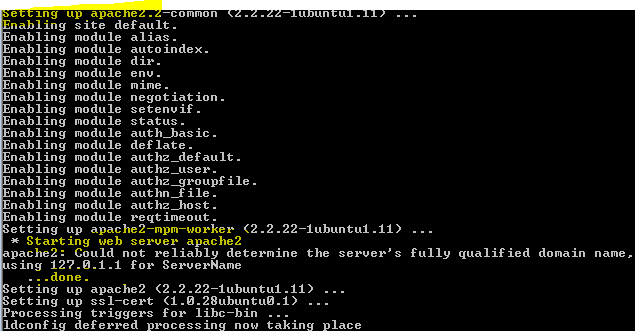 Setting up apache2.2-common (2.2.22-1ubuntu1.11) ...
Enabling site default.
Enabling module alias.
Enabling module autoindex.
Enabling module dir.
Enabling module env.
Enabling module mime.
Enabling module negotiation.
Enabling module setenvif.
Enabling module status.
Enabling module auth_basic.
Enabling module deflate.
Enabling module authz_default.
Enabling module authz_user.
Enabling module authz_groupfile.
Enabling module authn_file.
Enabling module authz_host.
Enabling module reqtimeout.
Setting up apache2-mpm-worker (2.2.22-1ubuntu1.11) ...
* Starting web server apache2
apache2: Could not reliably determine the server's fully qualified domain name,
using 127.0.1.1 for ServerName
...done.
Setting up apache2 (2.2.22-1ubuntu1.11) ...
Setting up ssl-cert (1.0.28ubuntu0.1) ...
Processing triggers for libc-bin ...
ldconfig deferred processing now taking place